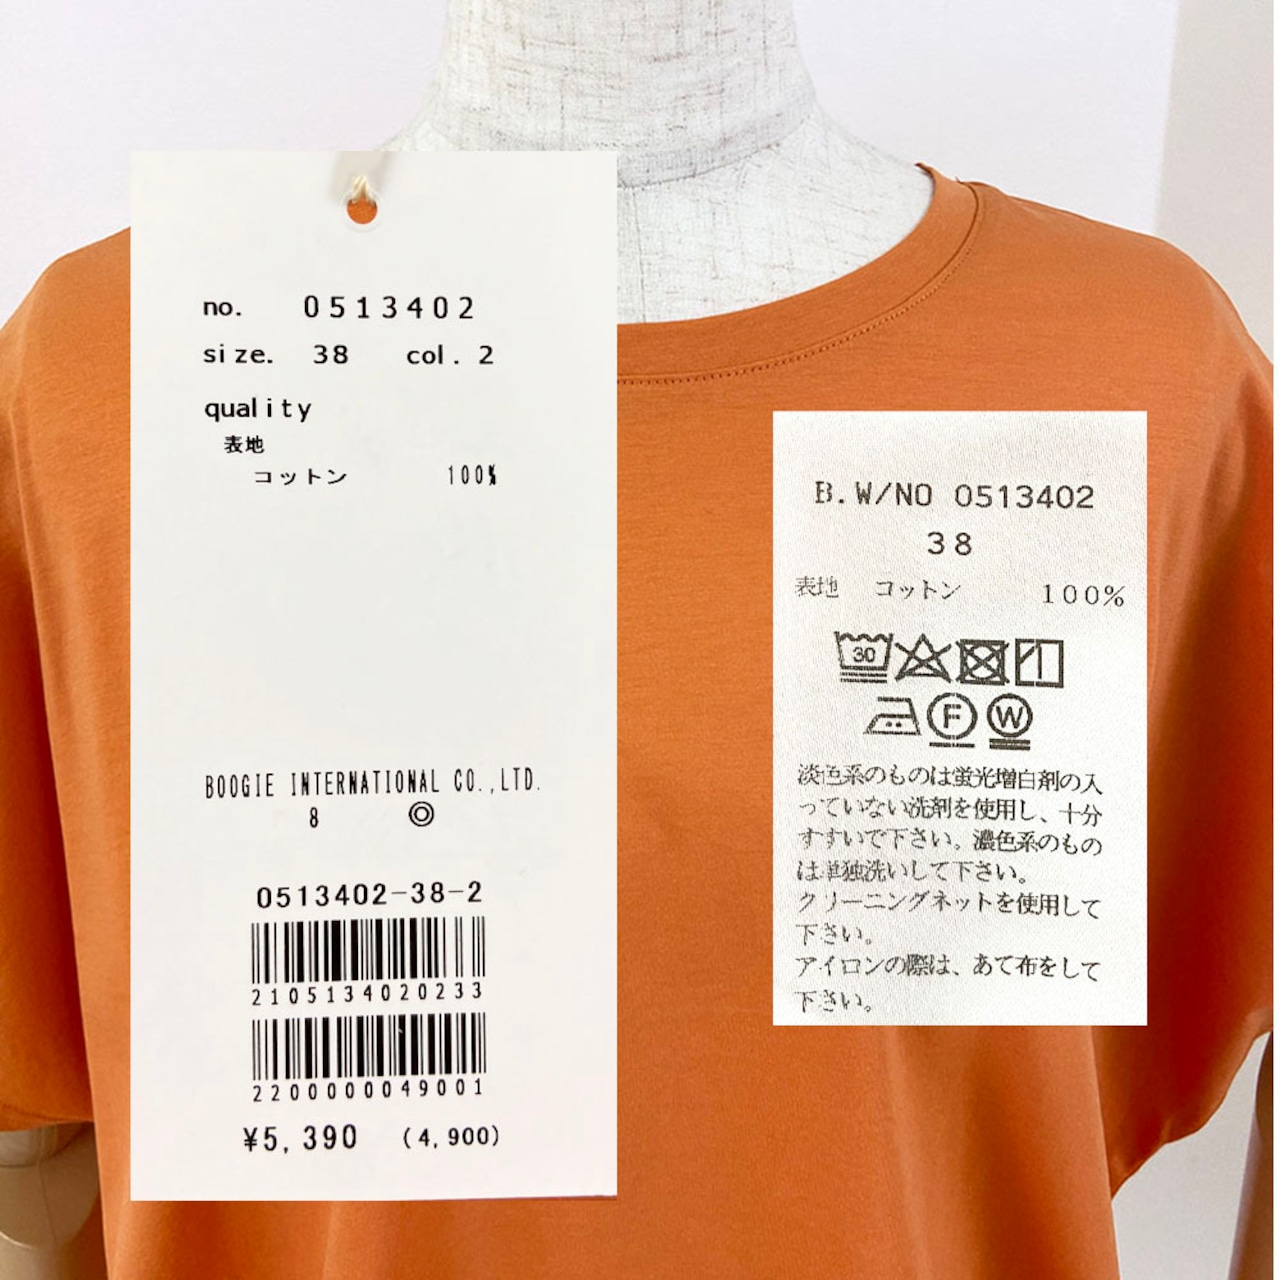 no. 0513402
size. 38 col. 2
quality
表地
コットン 100%
BOOGIE INTERNATIONAL CO.,LTD.
8 ◎
0513402-38-2
2105134020233
2200000049001
¥5,390 (4,900)
B.W/NO 0513402
38
表地 コットン 100%
30
F W
淡色系のものは蛍光増白剤の入
っていない洗剤を使用し、十分
すすいで下さい。濃色系のもの
は単独洗いして下さい。
クリーニングネットを使用して
下さい。
アイロンの際は、あて布をして
下さい。